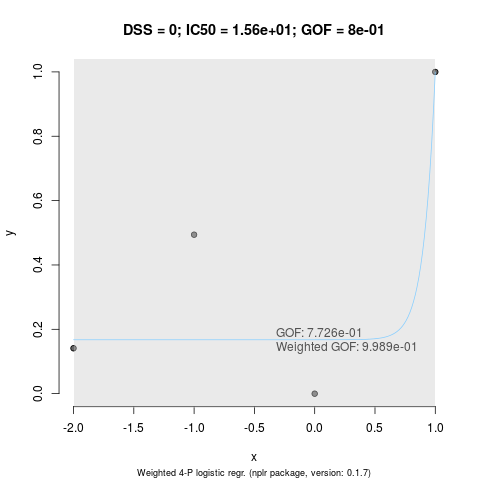 DSS = 0; IC50 = 1.56e+01; GOF = 8e-01
1.0
0.8
0.6
0.4
0.2
0.0
y
GOF: 7.726e-01
Weighted GOF: 9.989e-01
-2.0 -1.5 -1.0 -0.5 0.0 0.5 1.0
x
Weighted 4-P logistic regr. (nplr package, version: 0.1.7)